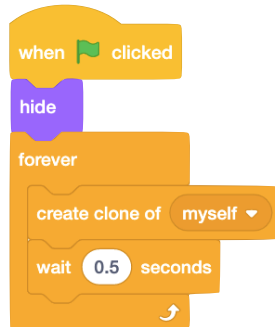 when clicked
hide
forever
create clone of myself
wait 0.5 seconds